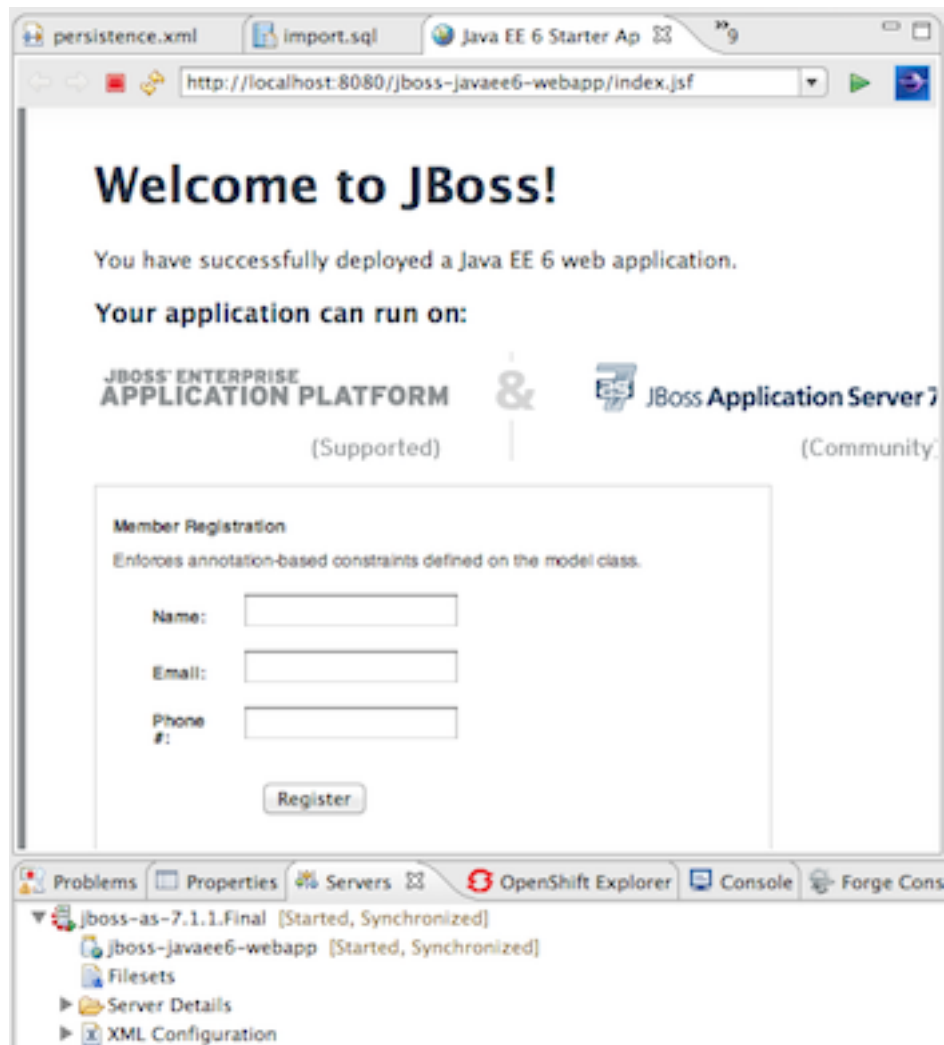 persistence.xml import.sql Java EE 6 Starter Ap »9
http://localhost:8080/jboss-javaee6-webapp/index.jsf
Welcome to JBoss!
You have successfully deployed a Java EE 6 web application.
Your application can run on:
JBOSS ENTERPRISE
APPLICATION PLATFORM & as JBoss Application Server 7
(Supported) (Community)
Member Registration
Enforces annotation-based constraints defined on the model class.
Name:
Email:
Phone
#:
Register
Problems Properties Servers OpenShift Explorer Console Forge Cons
jboss-as-7.1.1.Final [Started, Synchronized]
jboss-javaee6-webapp [Started, Synchronized]
Filesets
Server Details
XML Configuration